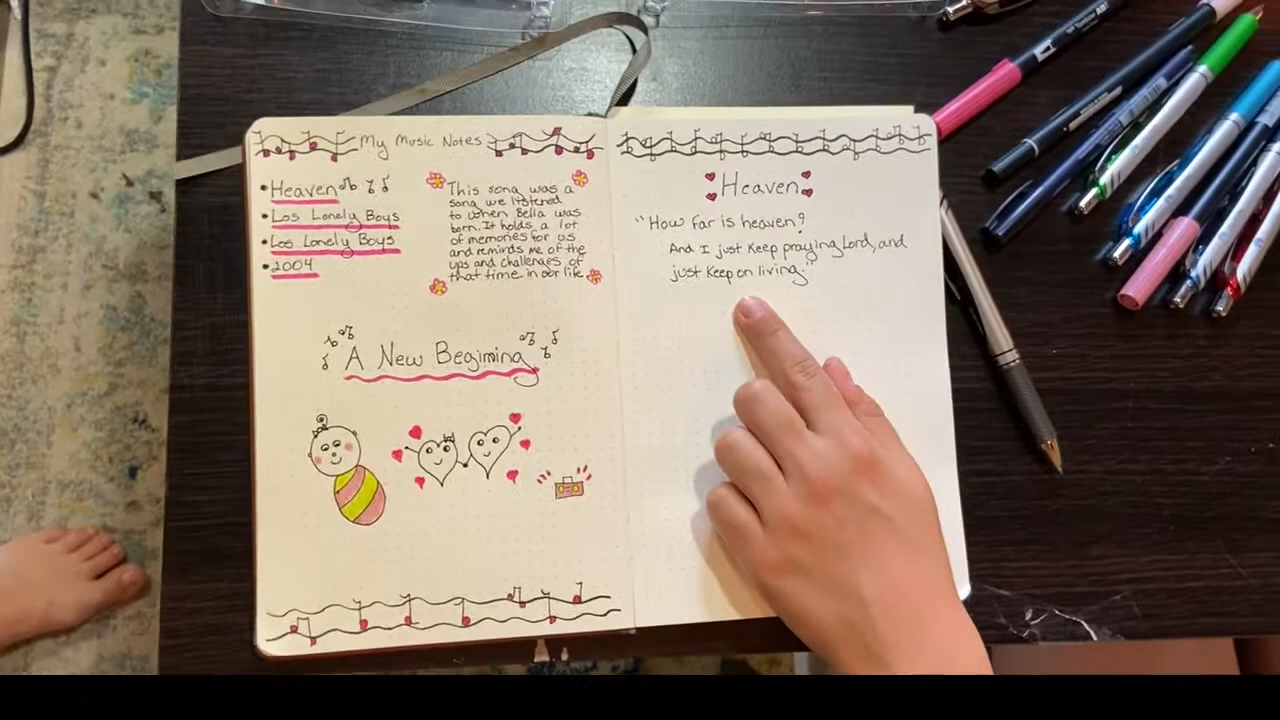 My Music Notes
• Heaven
• Los Lonely Boys
• Los Lonely Boys
• 2004
This song was a
song we listened
to when Bella was
born. It holds a lot
of memories for us
and reminds me of the
ups and challenges of
that time in our life.
A New Begining
Heaven
"How far is heaven?
And I just keep praying Lord, and
just keep on living"